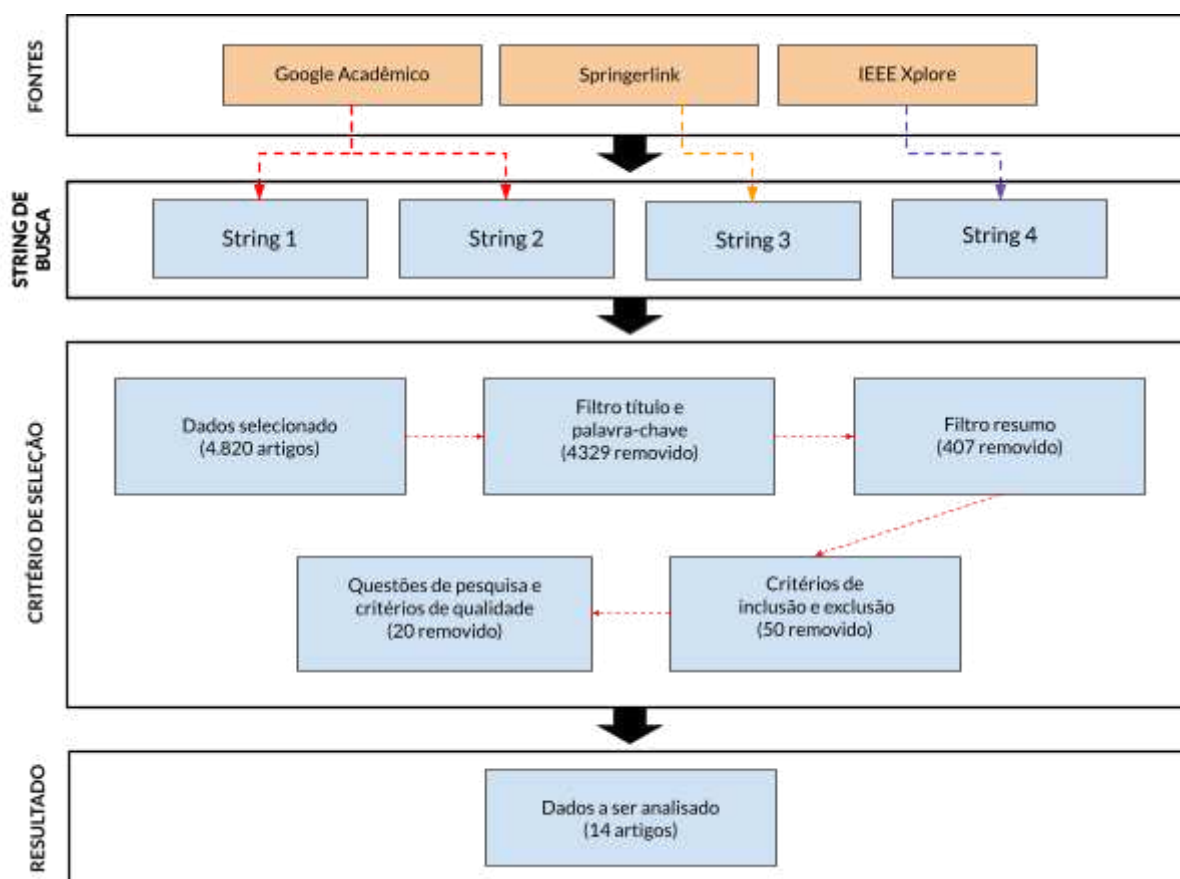 FONTES
Google Acadêmico
Springerlink
IEEE Xplore
STRING DE
BUSCA
String 1
String 2
String 3
String 4
CRITÉRIO DE SELEÇÃO
Dados selecionado
(4.820 artigos)
Filtro título e
palavra-chave
(4329 removido)
Filtro resumo
(407 removido)
Critérios de
inclusão e exclusão
(50 removido)
Questões de pesquisa e
critérios de qualidade
(20 removido)
RESULTADO
Dados a ser analisado
(14 artigos)